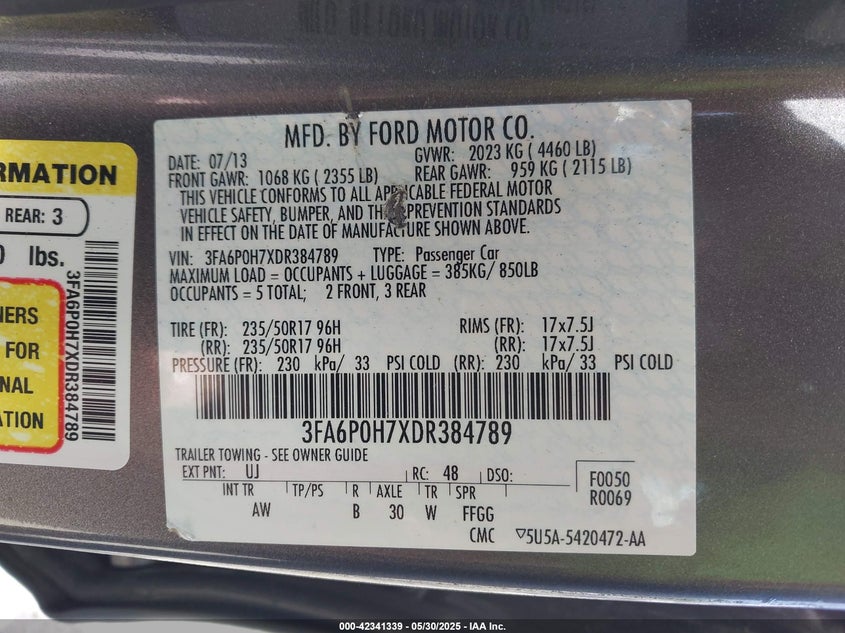 MFD. BY FORD MOTOR CO.
DATE: 07/13 GVWR: 2023 KG ( 4460 LB)
FRONT GAWR: 1068 KG ( 2355 LB) REAR GAWR: 959 KG ( 2115 LB)
THIS VEHICLE CONFORMS TO ALL APPLICABLE FEDERAL MOTOR
VEHICLE SAFETY, BUMPER, AND PREVENTION STANDARDS
IN EFFECT ON THE DATE OF MANUFACTURE SHOWN ABOVE.
VIN: 3FA6P0H7XDR384789 TYPE: Passenger Car
MAXIMUM LOAD = OCCUPANTS + LUGGAGE = 385KG/ 850LB
OCCUPANTS = 5 TOTAL; 2 FRONT, 3 REAR
TIRE (FR): 235/50R17 96H RIMS (FR): 17x7.5J
(RR): 235/50R17 96H (RR): 17x7.5J
PRESSURE (FR): 230 kPa/ 33 PSI COLD (RR): 230 kPa/ 33 PSI COLD
3FA6P0H7XDR384789
TRAILER TOWING - SEE OWNER GUIDE
EXT PNT: UJ RC: 48 DSO:
INT TR TP/PS R AXLE TR SPR
AW B 30 W FFGG
F0050
R0069
CMC ▽5U5A-5420472-AA
RMATION
REAR: 3
0 lbs.
NERS
FOR
NAL
ATION
3FA6P0H7XDR384789
000-42341339 - 05/30/2025 - IAA Inc.